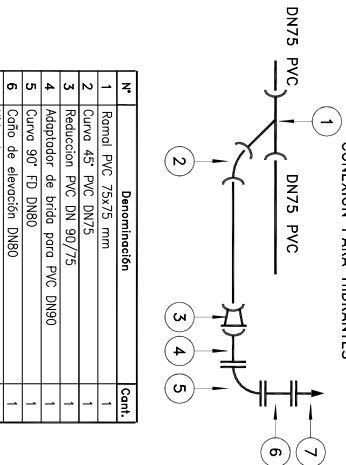 CONEXION PARA HIDRANTES
DN75 PVC
DN75 PVC
1
2
3
4
5
6
7
N° Denominación Cant.
1 Ramal PVC 75x75 mm 1
2 Curva 45° PVC DN75 1
3 Reduccion PVC DN 90/75 1
4 Adaptador de brida para PVC DN90 1
5 Curva 90° FD DN80 1
6 Caño de elevación DN80 1